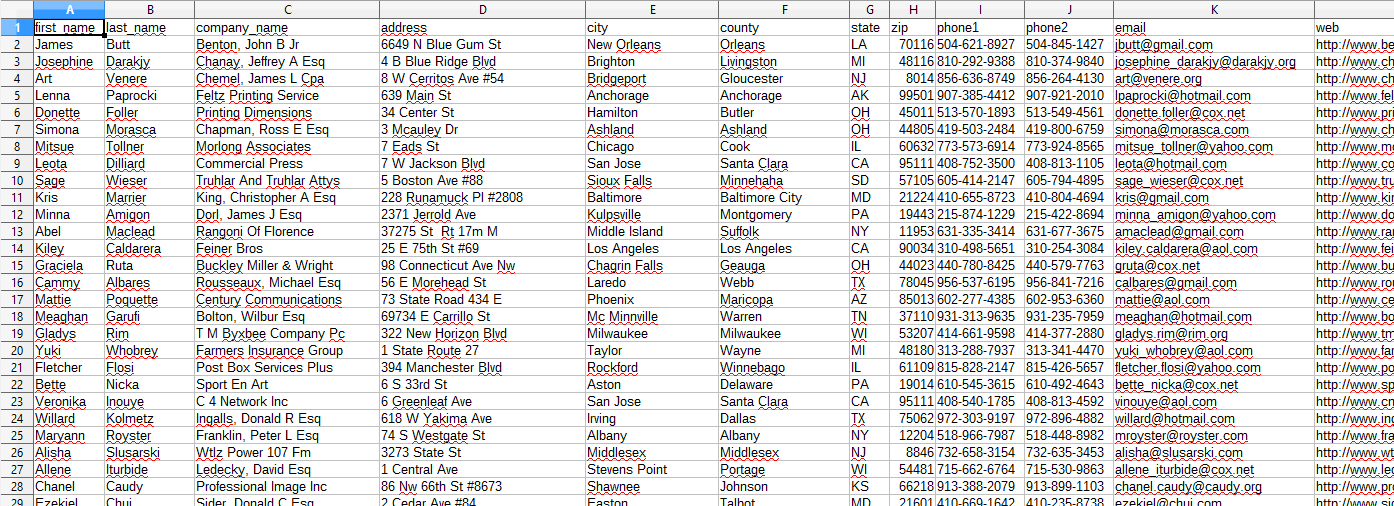 A B C D E F G H I J K
1 first_name last_name company_name address city county state zip phone1 phone2 email web
2 James Butt Benton, John B Jr 6649 N Blue Gum St New Orleans Orleans LA 70116 504-621-8927 504-845-1427 jbutt@gmail.com http://www.be
3 Josephine Darakjy Chanay, Jeffrey A Esq 4 B Blue Ridge Blvd Brighton Livingston MI 48116 810-292-9388 810-374-9840 josephine_darakjy@darakjy.org http://www.ch
4 Art Venere Chemel, James L Cpa 8 W Cerritos Ave #54 Bridgeport Gloucester NJ 8014 856-636-8749 856-264-4130 art@venere.org http://www.ch
5 Lenna Paprocki Feltz Printing Service 639 Main St Anchorage Anchorage AK 99501 907-385-4412 907-921-2010 lpaprocki@hotmail.com http://www.fel
6 Donette Foller Printing Dimensions 34 Center St Hamilton Butler OH 45011 513-570-1893 513-549-4561 donette.foller@cox.net http://www.pri
7 Simona Morasca Chapman, Ross E Esq 3 Mcauley Dr Ashland Ashland OH 44805 419-503-2484 419-800-6759 simona@morasca.com http://www.ch
8 Mitsue Tollner Morlong Associates 7 Eads St Chicago Cook IL 60632 773-573-6914 773-924-8565 mitsue_tollner@yahoo.com http://www.mo
9 Leota Dilliard Commercial Press 7 W Jackson Blvd San Jose Santa Clara CA 95111 408-752-3500 408-813-1105 leota@hotmail.com http://www.co
10 Sage Wieser Truhlar And Truhlar Attys 5 Boston Ave #88 Sioux Falls Minnehaha SD 57105 605-414-2147 605-794-4895 sage_wieser@cox.net http://www.tru
11 Kris Marrier King, Christopher A Esq 228 Runamuck Pl #2808 Baltimore Baltimore City MD 21224 410-655-8723 410-804-4694 kris@gmail.com http://www.kin
12 Minna Amigon Dorl, James J Esq 2371 Jerrold Ave Kulpsville Montgomery PA 19443 215-874-1229 215-422-8694 minna_amigon@yahoo.com http://www.do
13 Abel Maclead Rangoni Of Florence 37275 St  Rt 17m M Middle Island Suffolk NY 11953 631-335-3414 631-677-3675 amaclead@gmail.com http://www.ran
14 Kiley Caldarera Feiner Bros 25 E 75th St #69 Los Angeles Los Angeles CA 90034 310-498-5651 310-254-3084 kiley.caldarera@aol.com http://www.fei
15 Graciela Ruta Buckley Miller & Wright 98 Connecticut Ave Nw Chagrin Falls Geauga OH 44023 440-780-8425 440-579-7763 gruta@cox.net http://www.bu
16 Cammy Albares Rousseaux, Michael Esq 56 E Morehead St Laredo Webb TX 78045 956-537-6195 956-841-7216 calbares@gmail.com http://www.rou
17 Mattie Poquette Century Communications 73 State Road 434 E Phoenix Maricopa AZ 85013 602-277-4385 602-953-6360 mattie@aol.com http://www.ce
18 Meaghan Garufi Bolton, Wilbur Esq 69734 E Carrillo St Mc Minnville Warren TN 37110 931-313-9635 931-235-7959 meaghan@hotmail.com http://www.bo
19 Gladys Rim T M Byxbee Company Pc 322 New Horizon Blvd Milwaukee Milwaukee WI 53207 414-661-9598 414-377-2880 gladys.rim@rim.org http://www.tm
20 Yuki Whobrey Farmers Insurance Group 1 State Route 27 Taylor Wayne MI 48180 313-288-7937 313-341-4470 yuki_whobrey@aol.com http://www.fa
21 Fletcher Flosi Post Box Services Plus 394 Manchester Blvd Rockford Winnebago IL 61109 815-828-2147 815-426-5657 fletcher.flosi@yahoo.com http://www.po
22 Bette Nicka Sport En Art 6 S 33rd St Aston Delaware PA 19014 610-545-3615 610-492-4643 bette_nicka@cox.net http://www.sp
23 Veronika Inouye C 4 Network Inc 6 Greenleaf Ave San Jose Santa Clara CA 95111 408-540-1785 408-813-4592 vinouye@aol.com http://www.cn
24 Willard Kolmetz Ingalls, Donald R Esq 618 W Yakima Ave Irving Dallas TX 75062 972-303-9197 972-896-4882 willard@hotmail.com http://www.ing
25 Maryann Royster Franklin, Peter L Esq 74 S Westgate St Albany Albany NY 12204 518-966-7987 518-448-8982 mroyster@royster.com http://www.fra
26 Alisha Slusarski Wtlz Power 107 Fm 3273 State St Middlesex Middlesex NJ 8846 732-658-3154 732-635-3453 alisha@slusarski.com http://www.wt
27 Allene Iturbide Ledecky, David Esq 1 Central Ave Stevens Point Portage WI 54481 715-662-6764 715-530-9863 allene_iturbide@cox.net http://www.led
28 Chanel Caudy Professional Image Inc 86 Nw 66th St #8673 Shawnee Johnson KS 66218 913-388-2079 913-899-1103 chanel.caudy@caudy.org http://www.pro
29 Ezekiel Chui Sider, Donald C Esq 2 Cedar Ave #84 Easton Talbot MD 21601 410-669-1642 410-235-8738 ezekiel@chui.com http://www.sid